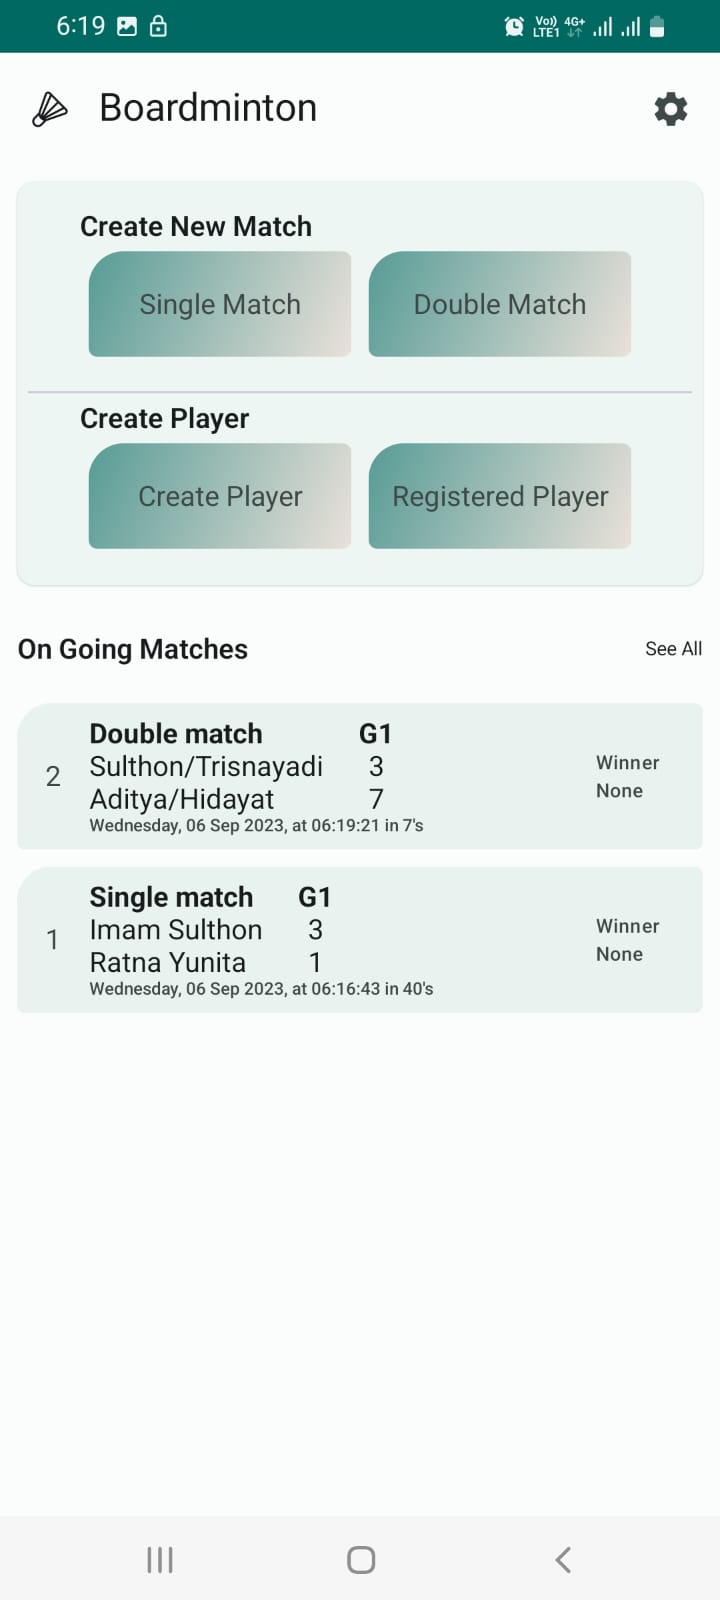 6:19 Vo)) LTE1 4G+
Boardminton
Create New Match
Single Match Double Match
Create Player
Create Player Registered Player
On Going Matches See All
Double match G1
2 Sulthon/Trisnayadi 3 Winner
Aditya/Hidayat 7 None
Wednesday, 06 Sep 2023, at 06:19:21 in 7's
Single match G1
1 Imam Sulthon 3 Winner
Ratna Yunita 1 None
Wednesday, 06 Sep 2023, at 06:16:43 in 40's